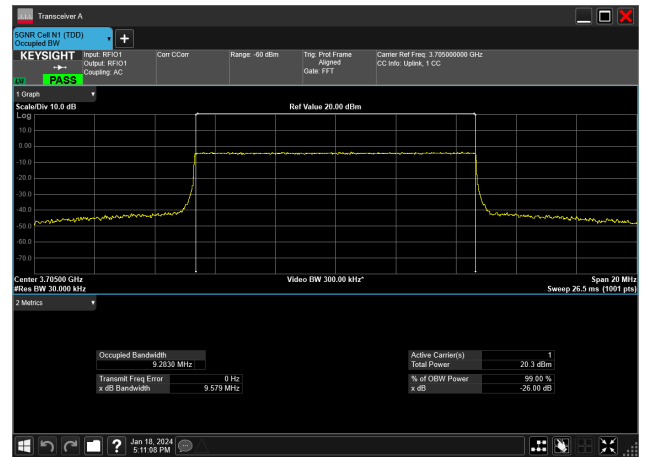 Transceiver A
5GNR Cell N1 (TDD)
Occupied BW
KEYSIGHT
LXI
PASS
Input: RFIO1
Output: RFIO1
Coupling: AC
Corr CCorr
Range: -60 dBm
Trig: Prot Frame
Aligned
Gate: FFT
Carrier Ref Freq: 3.705000000 GHz
CC Info: Uplink, 1 CC
1 Graph
Scale/Div 10.0 dB
Ref Value 20.00 dBm
Log
10.0
0.00
-10.0
-20.0
-30.0
-40.0
-50.0
-60.0
-70.0
Center 3.70500 GHz
Video BW 300.00 kHz*
Span 20 MHz
#Res BW 30.000 kHz
Sweep 26.5 ms (1001 pts)
2 Metrics
Occupied Bandwidth
9.2830 MHz
Active Carrier(s) 1
Total Power 20.3 dBm
Transmit Freq Error 0 Hz
x dB Bandwidth 9.579 MHz
% of OBW Power 99.00 %
x dB -26.00 dB
Jan 18, 2024
5:11:08 PM